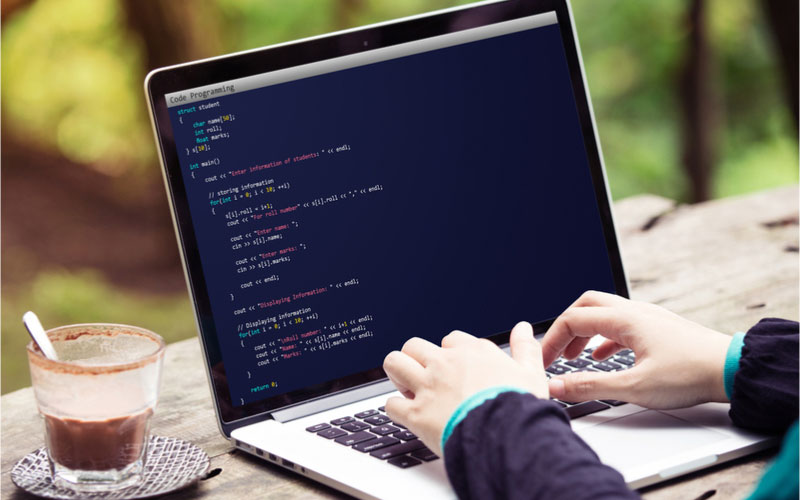 Code Programming
struct student
{
char name[50];
int roll;
float marks;
} s[10];
int main()
{
cout << "Enter information of students: " << endl;
// storing information
for(int i = 0; i < 10; ++i)
{
s[i].roll = i+1;
cout << "For roll number" << s[i].roll << "," << endl;
cout << "Enter name: ";
cin >> s[i].name;
cout << "Enter marks: ";
cin >> s[i].marks;
cout << endl;
}
cout << "Displaying Information: " << endl;
// Displaying information
for(int i = 0; i < 10; ++i)
{
cout << "\nRoll number: " << i+1 << endl;
cout << "Name: " << s[i].name << endl;
cout << "Marks: " << s[i].marks << endl;
}
return 0;
}